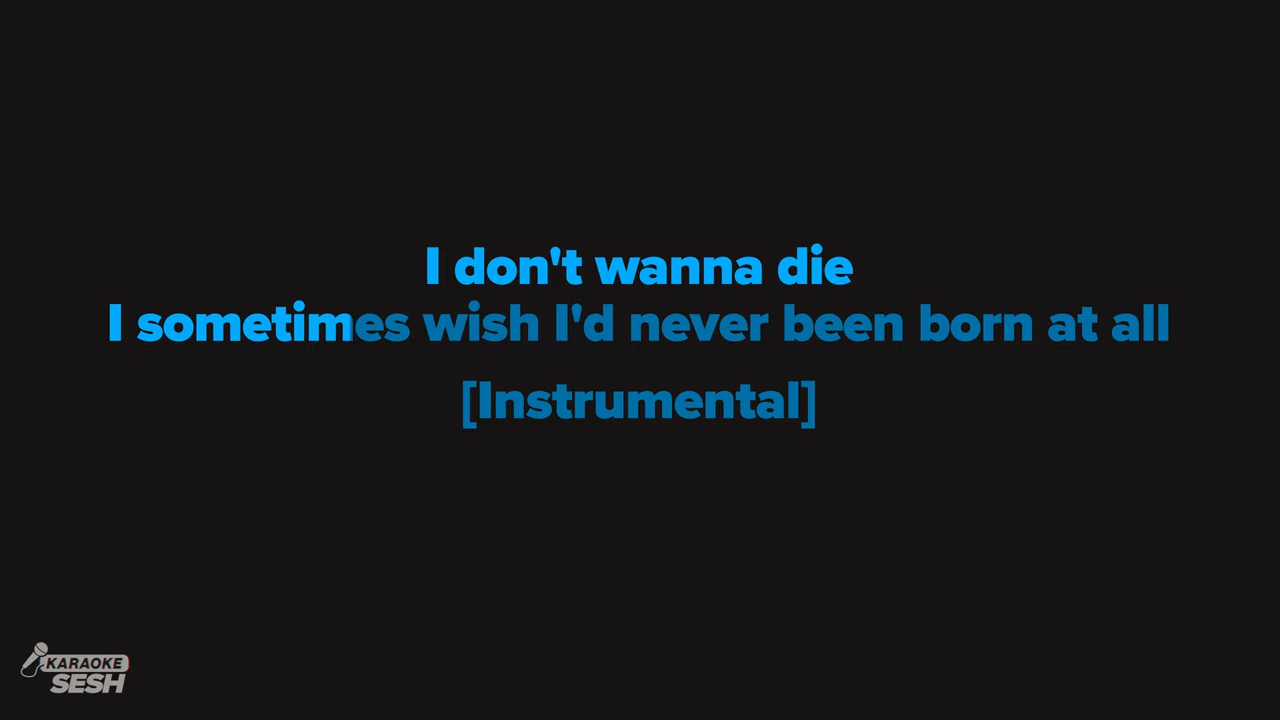 I don't wanna die
I sometimes wish I'd never been born at all
[Instrumental]
KARAOKE
SESH